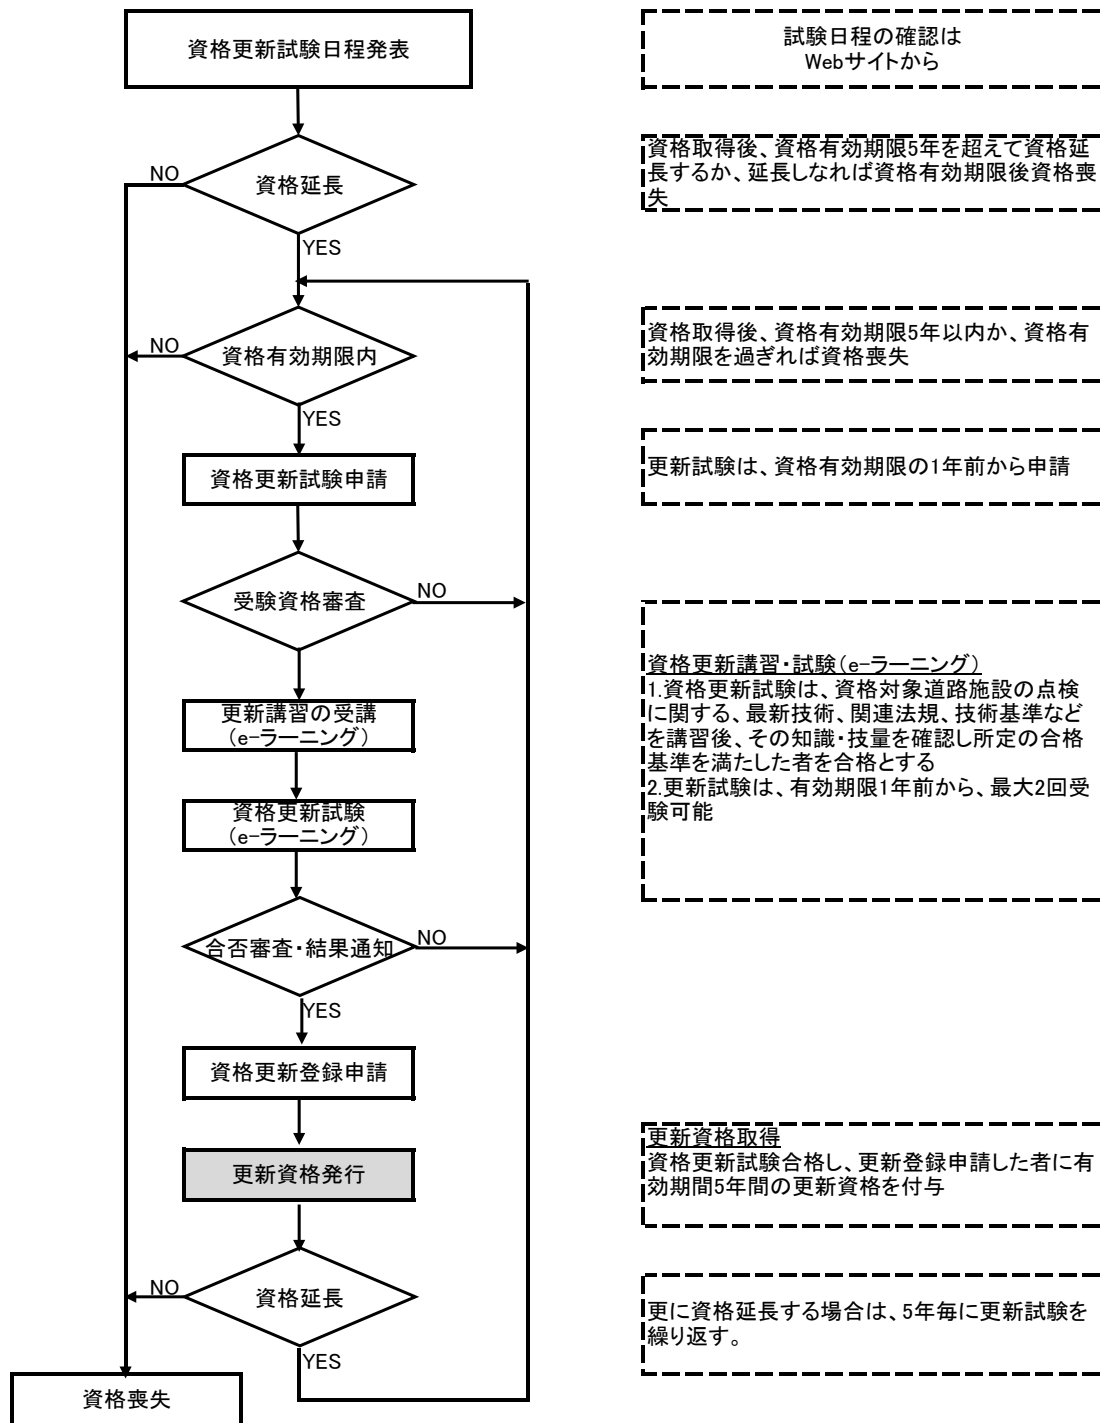 資格更新試験日程発表
試験日程の確認は
Webサイトから
資格取得後、資格有効期限5年を超えて資格延
長するか、延長しなれば資格有効期限後資格喪
失
NO
資格延長
YES
資格取得後、資格有効期限5年以内か、資格有
効期限を過ぎれば資格喪失
NO
資格有効期限内
YES
資格更新試験申請
更新試験は、資格有効期限の1年前から申請
受験資格審査
NO
資格更新講習・試験(e-ラーニング)
1.資格更新試験は、資格対象道路施設の点検
に関する、最新技術、関連法規、技術基準など
を講習後、その知識・技量を確認し所定の合格
基準を満たした者を合格とする
2.更新試験は、有効期限1年前から、最大2回受
験可能
更新講習の受講
(e-ラーニング)
資格更新試験
(e-ラーニング)
合否審査・結果通知
NO
YES
資格更新登録申請
更新資格発行
更新資格取得
資格更新試験合格し、更新登録申請した者に有
効期間5年間の更新資格を付与
NO
資格延長
YES
更に資格延長する場合は、5年毎に更新試験を
繰り返す。
資格喪失